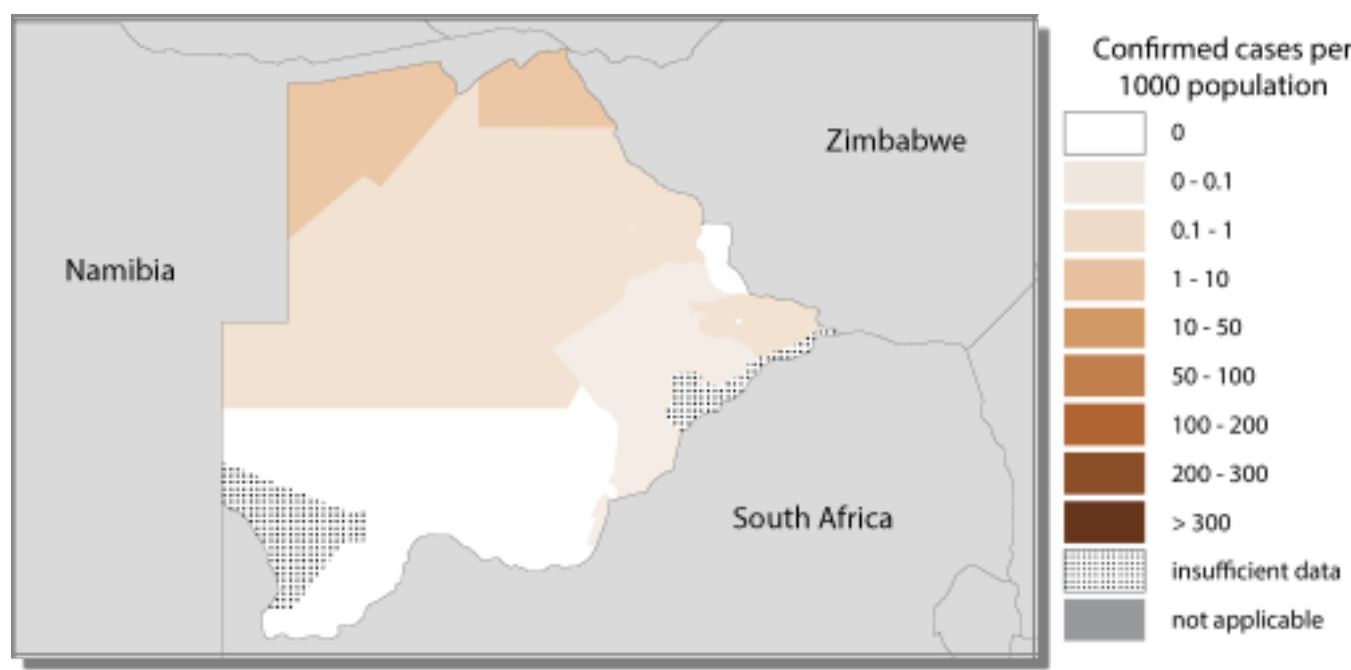 Confirmed cases per
1000 population
0
0 - 0.1
0.1 - 1
1 - 10
10 - 50
50 - 100
100 - 200
200 - 300
> 300
insufficient data
not applicable
Zimbabwe
Namibia
South Africa